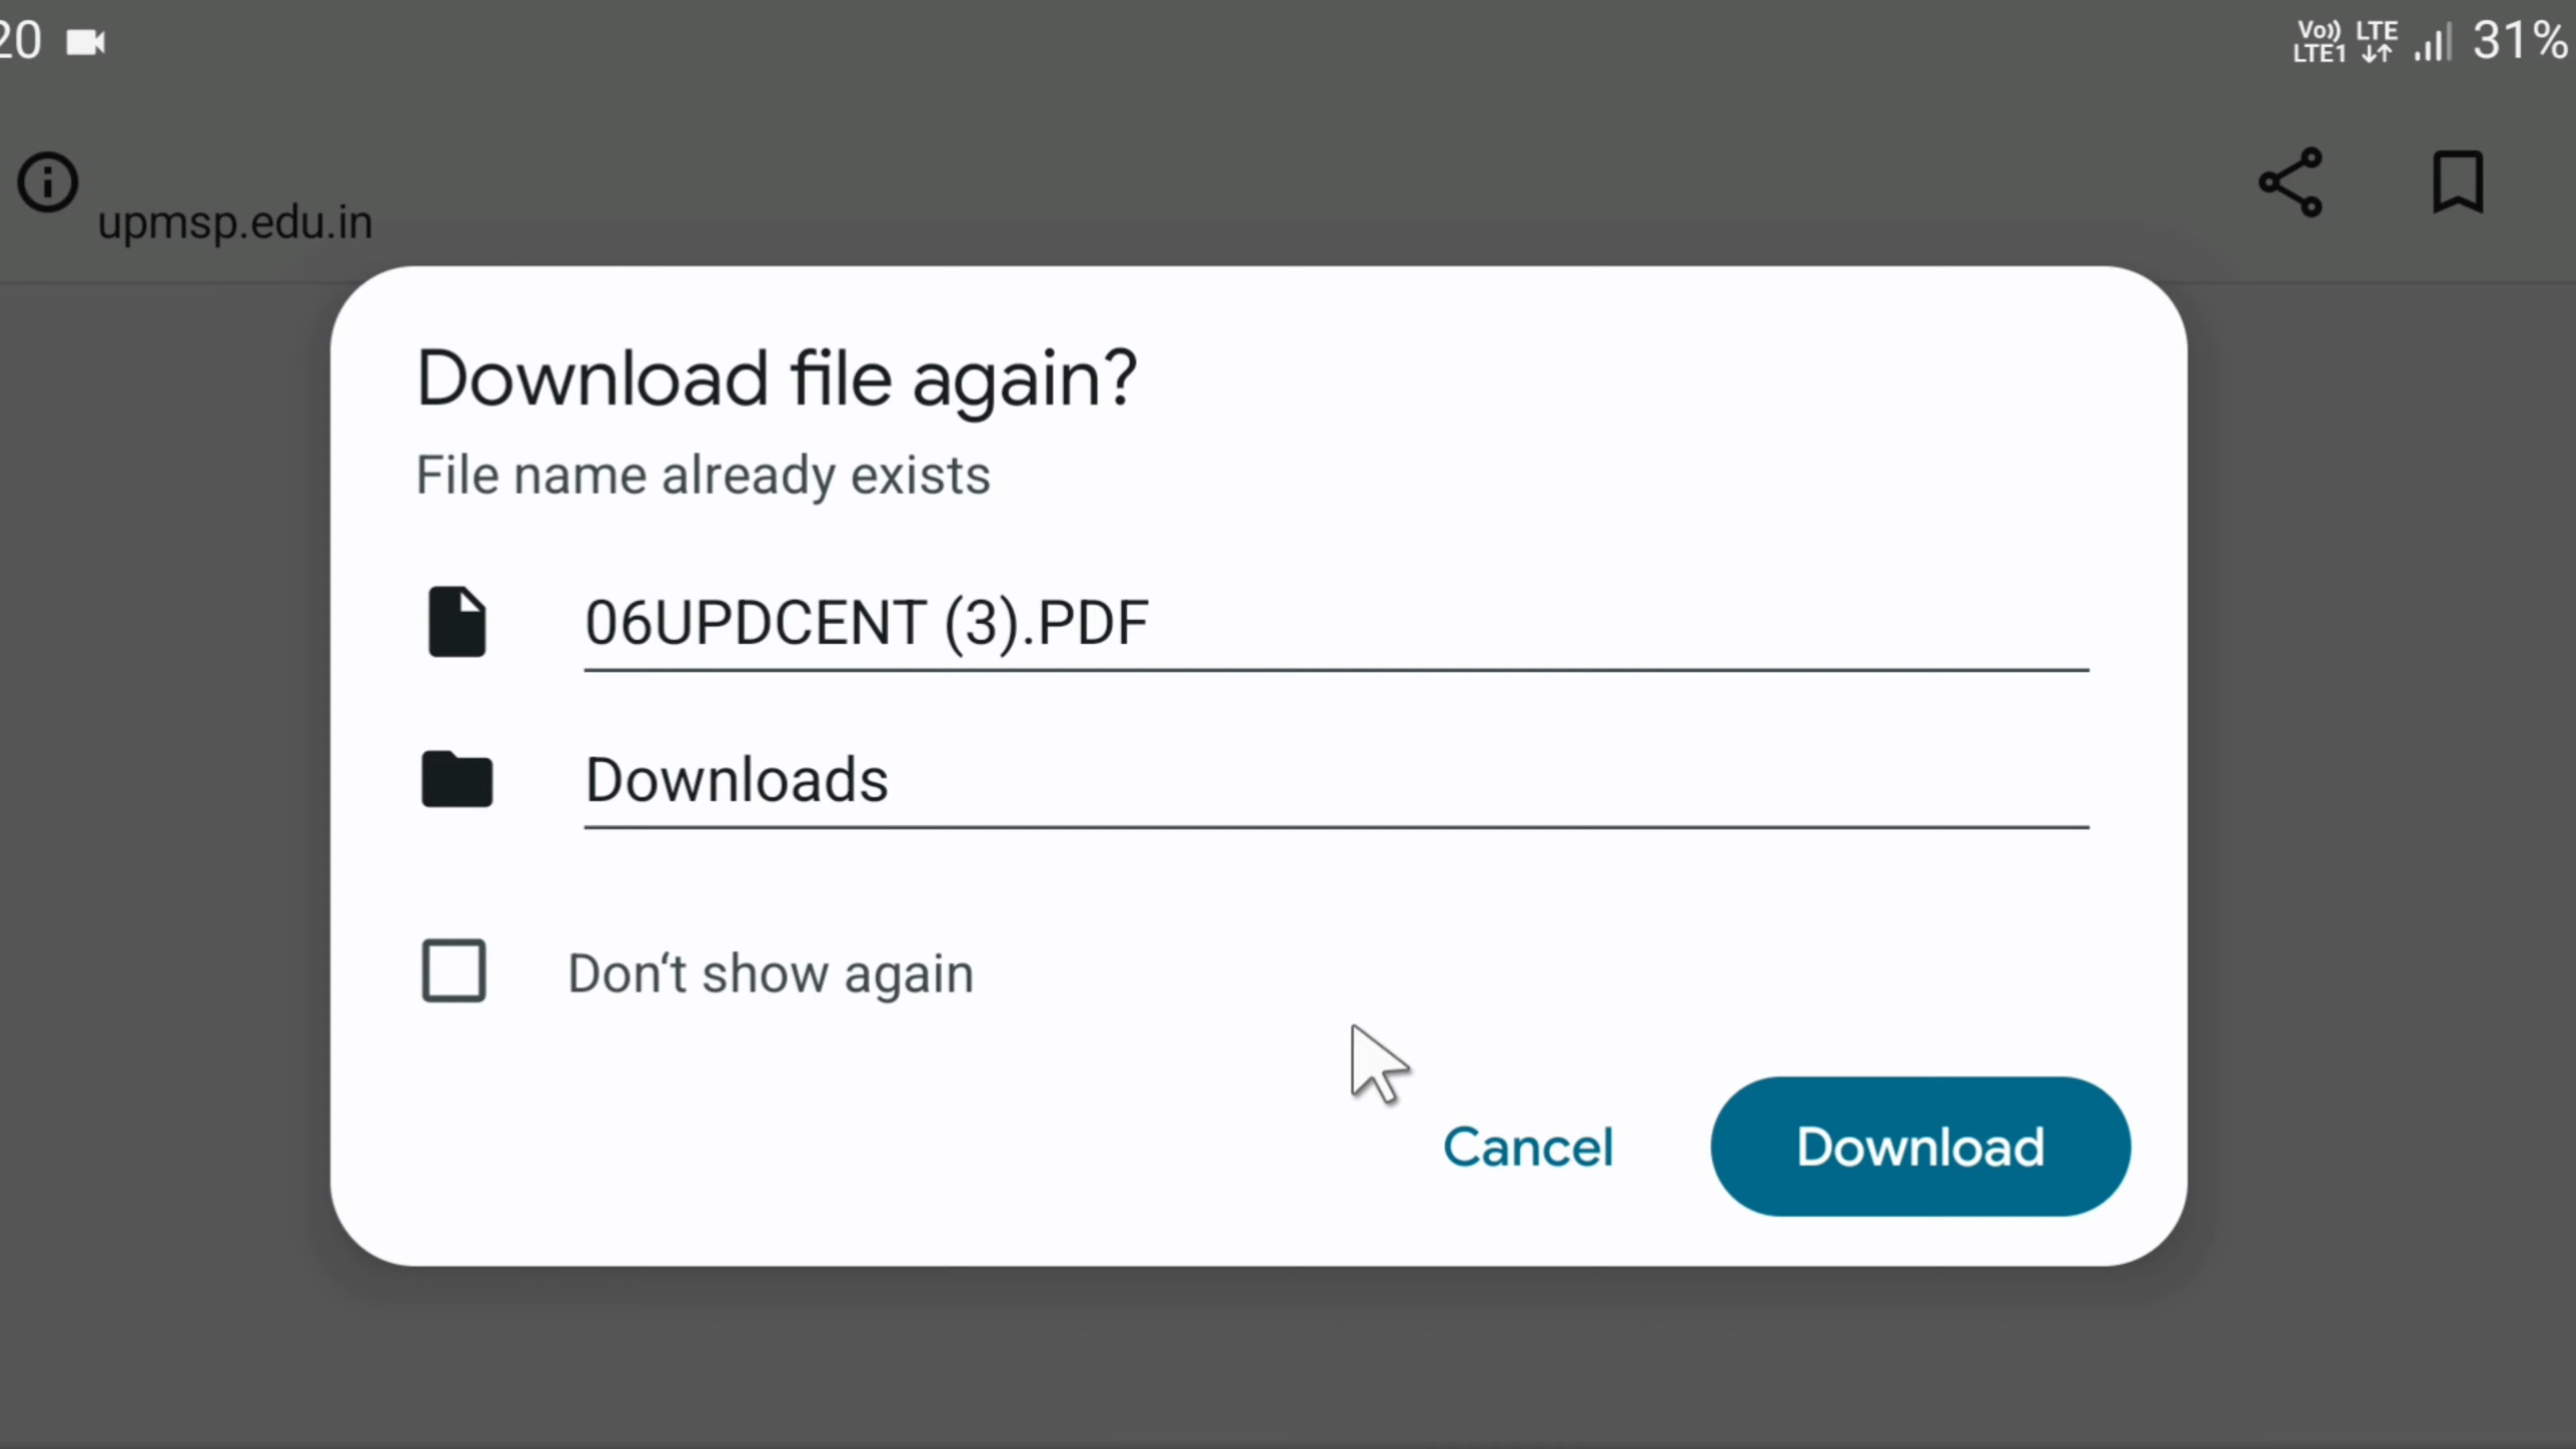 20
Vo)) LTE
LTE1
31%
upmsp.edu.in
Download file again?
File name already exists
06UPDCENT (3).PDF
Downloads
Don't show again
Cancel
Download